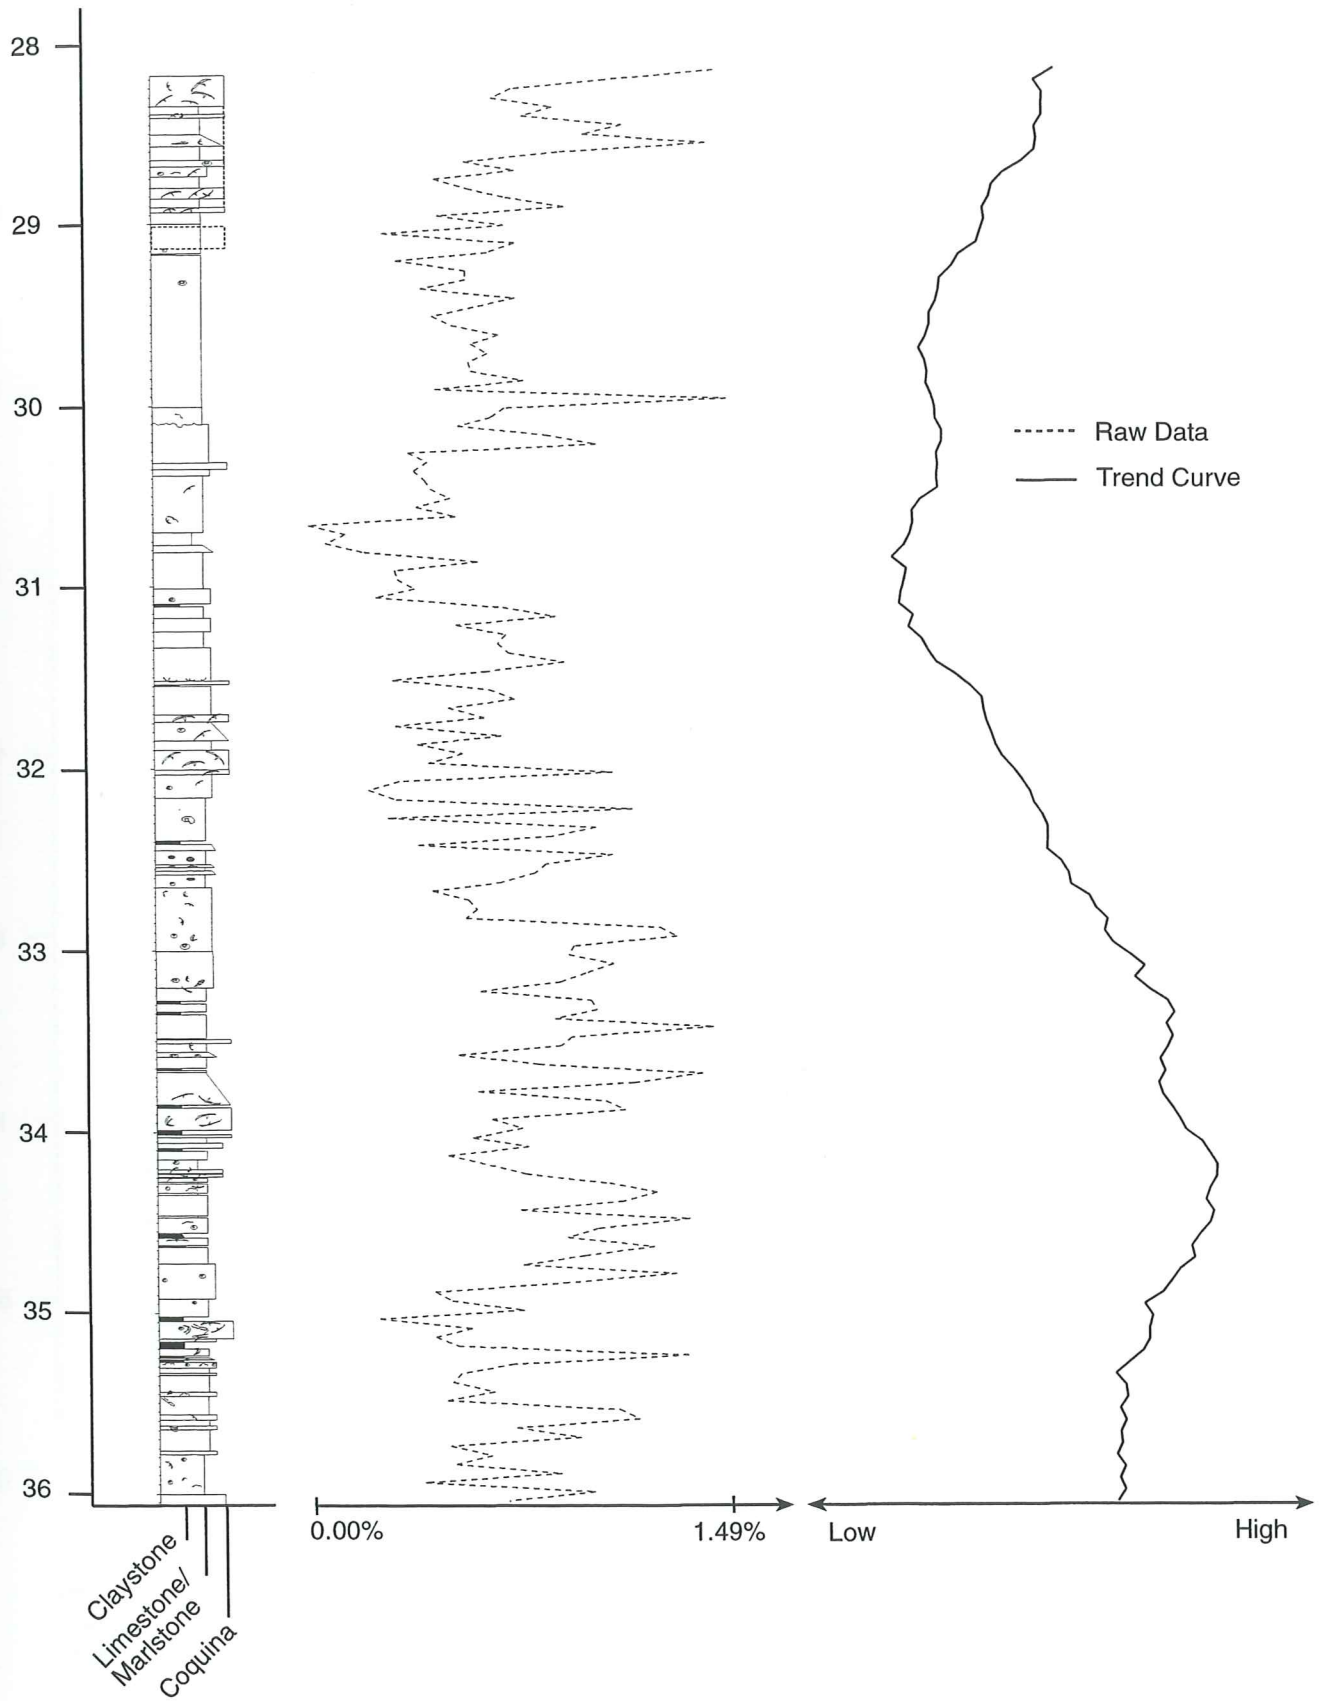 28
29
30
31
32
33
34
35
36
Raw Data
Trend Curve
0.00%
1.49%
Low
High
Claystone
Limestone/
Marlstone
Coquina